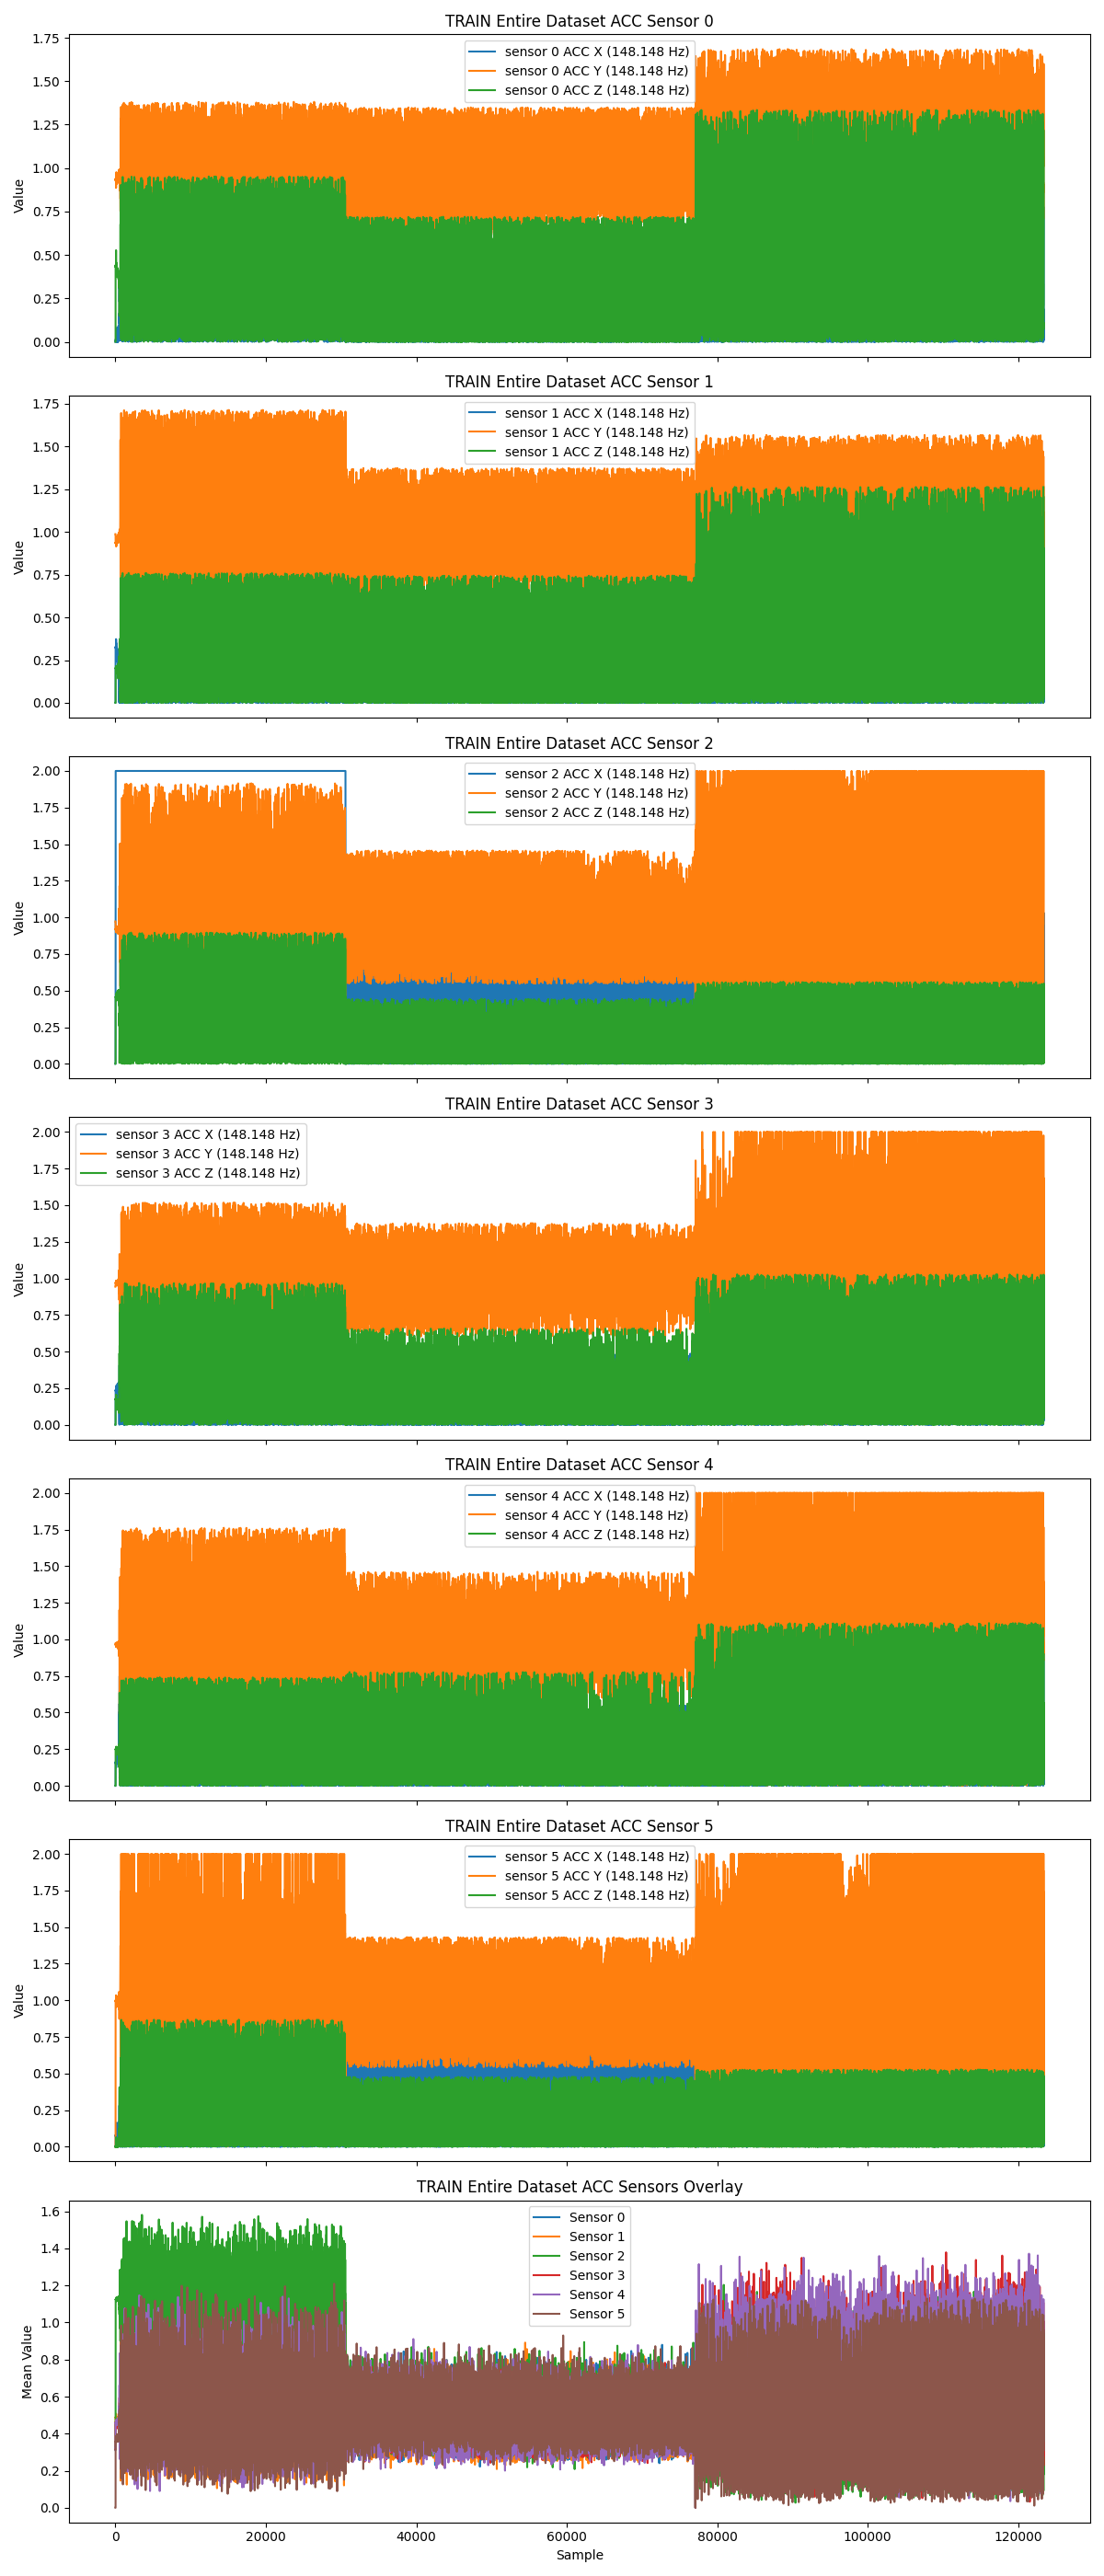 TRAIN Entire Dataset ACC Sensor 0
1.75
1.50
1.25
1.00
0.75
0.50
0.25
0.00
Value
sensor 0 ACC X (148.148 Hz)
sensor 0 ACC Y (148.148 Hz)
sensor 0 ACC Z (148.148 Hz)
TRAIN Entire Dataset ACC Sensor 1
1.75
1.50
1.25
1.00
0.75
0.50
0.25
0.00
Value
sensor 1 ACC X (148.148 Hz)
sensor 1 ACC Y (148.148 Hz)
sensor 1 ACC Z (148.148 Hz)
TRAIN Entire Dataset ACC Sensor 2
2.00
1.75
1.50
1.25
1.00
0.75
0.50
0.25
0.00
Value
sensor 2 ACC X (148.148 Hz)
sensor 2 ACC Y (148.148 Hz)
sensor 2 ACC Z (148.148 Hz)
TRAIN Entire Dataset ACC Sensor 3
2.00
1.75
1.50
1.25
1.00
0.75
0.50
0.25
0.00
Value
sensor 3 ACC X (148.148 Hz)
sensor 3 ACC Y (148.148 Hz)
sensor 3 ACC Z (148.148 Hz)
TRAIN Entire Dataset ACC Sensor 4
2.00
1.75
1.50
1.25
1.00
0.75
0.50
0.25
0.00
Value
sensor 4 ACC X (148.148 Hz)
sensor 4 ACC Y (148.148 Hz)
sensor 4 ACC Z (148.148 Hz)
TRAIN Entire Dataset ACC Sensor 5
2.00
1.75
1.50
1.25
1.00
0.75
0.50
0.25
0.00
Value
sensor 5 ACC X (148.148 Hz)
sensor 5 ACC Y (148.148 Hz)
sensor 5 ACC Z (148.148 Hz)
TRAIN Entire Dataset ACC Sensors Overlay
1.6
1.4
1.2
1.0
0.8
0.6
0.4
0.2
0.0
Mean Value
Sensor 0
Sensor 1
Sensor 2
Sensor 3
Sensor 4
Sensor 5
0 20000 40000 60000 80000 100000 120000
Sample